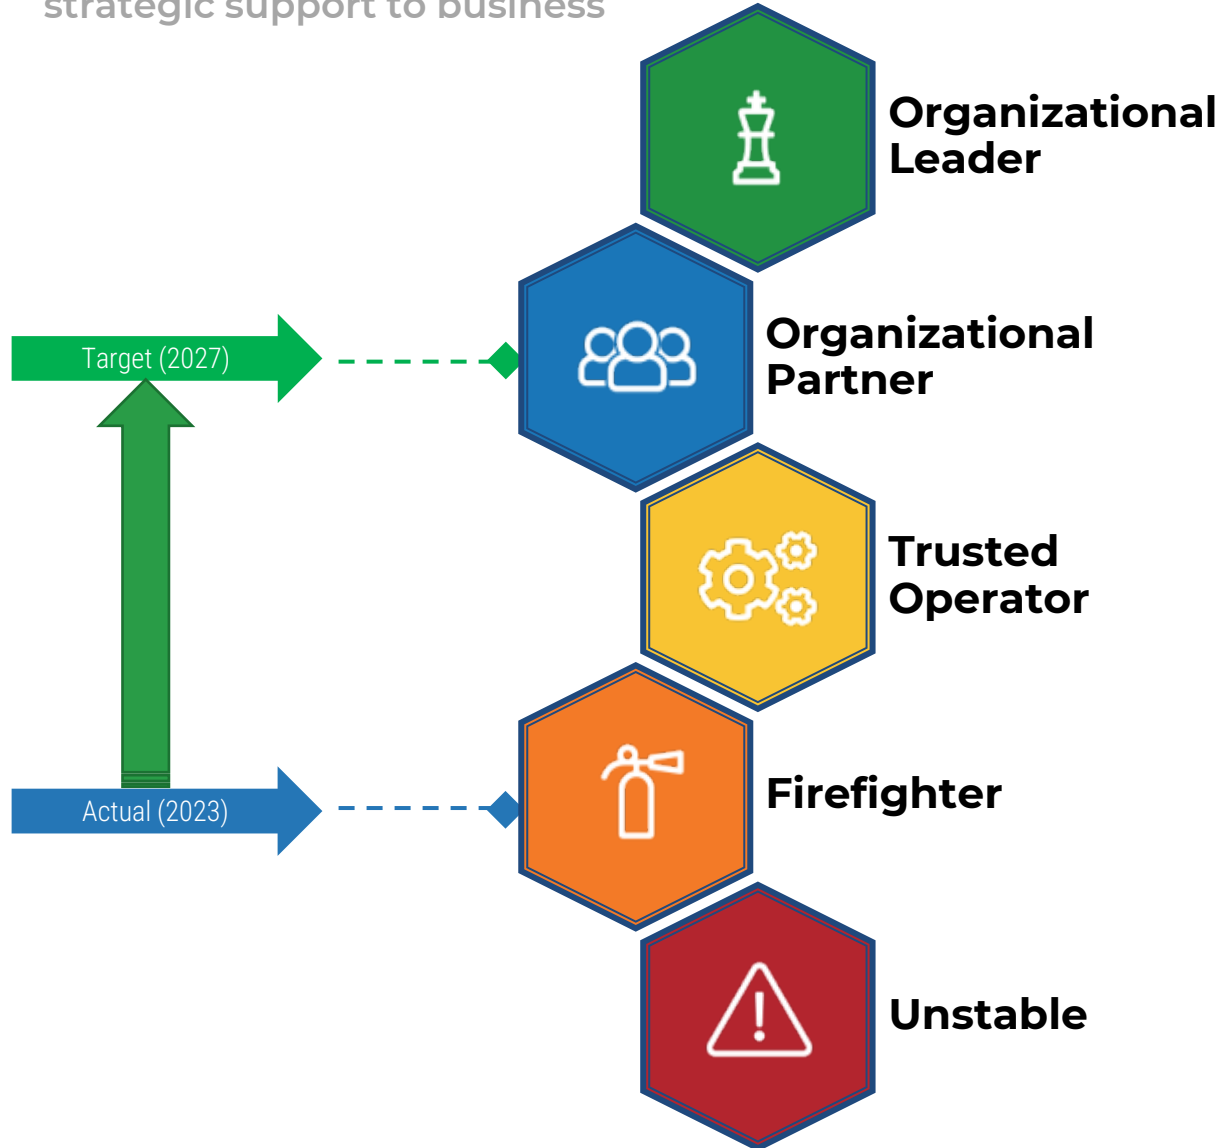 strategic support to business
Organizational
Leader
Organizational
Partner
Target (2027)
Trusted
Operator
Firefighter
Actual (2023)
Unstable